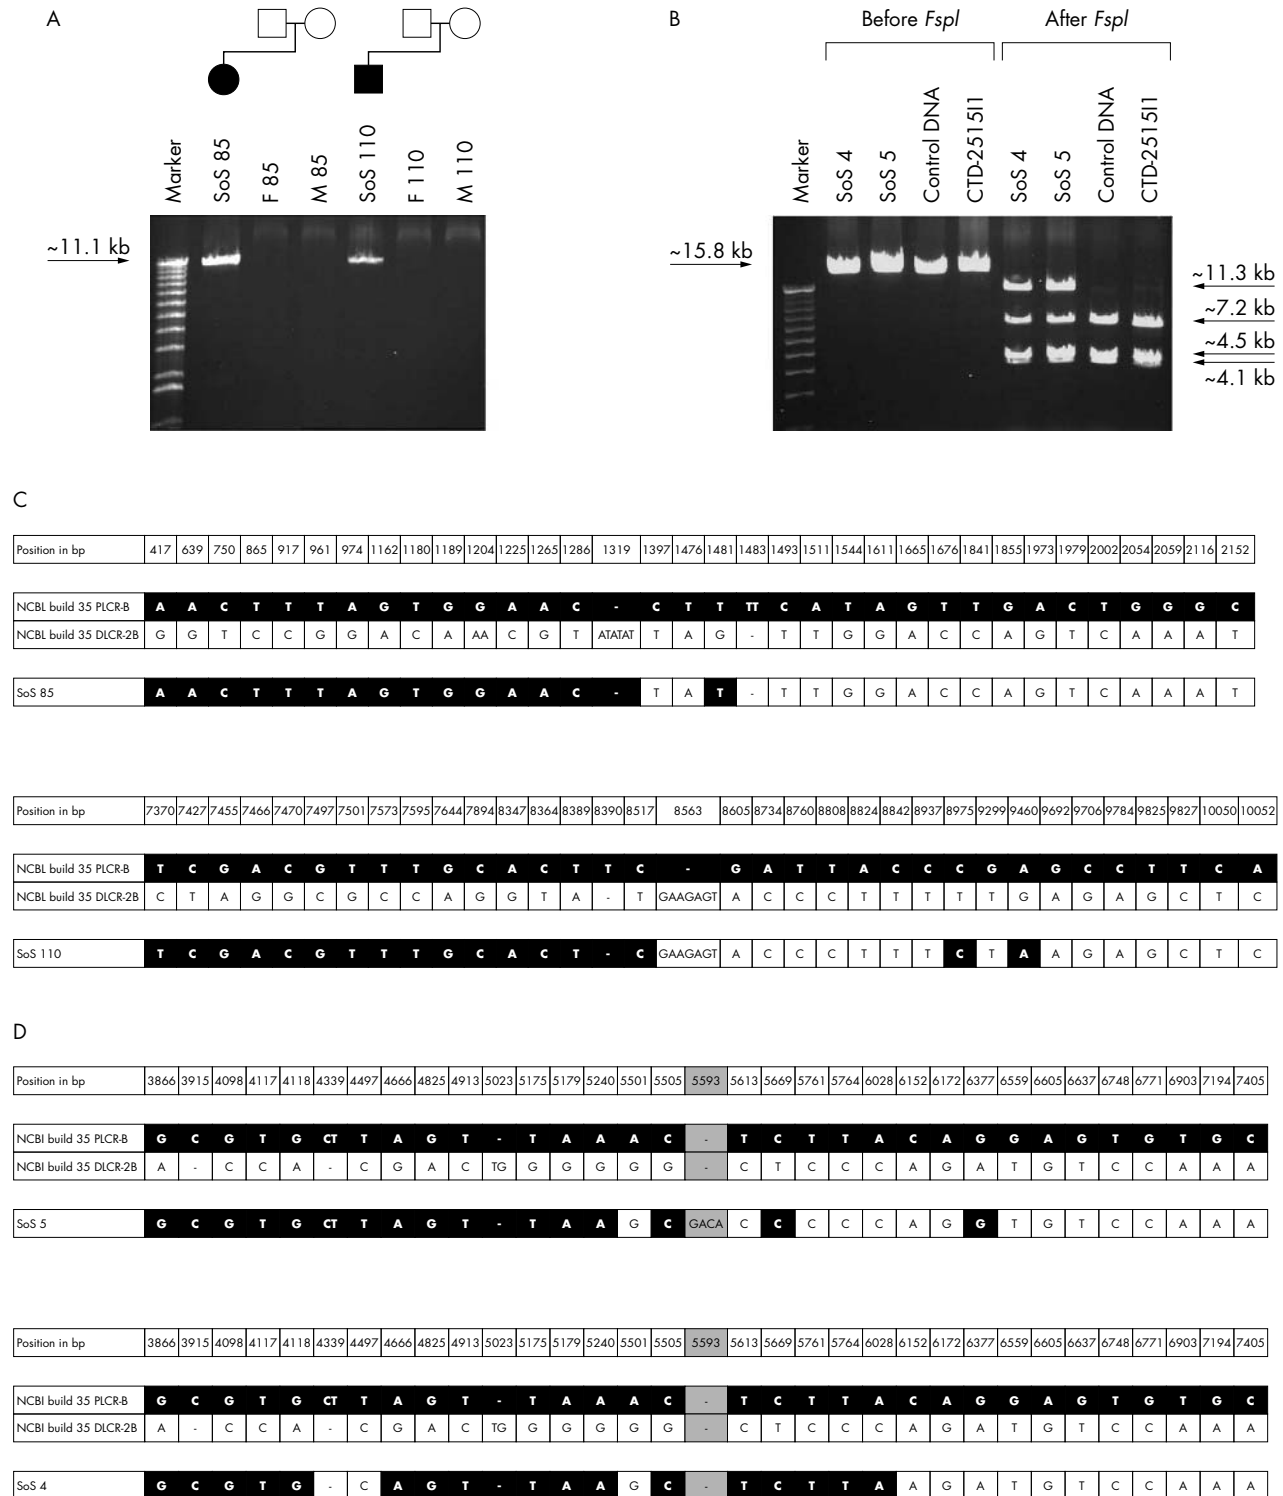 A
B
Before FspI
After FspI
Marker
SoS 85
F 85
M 85
SoS 110
F 110
M 110
Marker
SoS 4
SoS 5
Control DNA
CTD-2515I1
SoS 4
SoS 5
Control DNA
CTD-2515I1
~11.1 kb
~15.8 kb
~11.3 kb
~7.2 kb
~4.5 kb
~4.1 kb
C
Position in bp 417 639 750 865 917 961 974 1162 1180 1189 1204 1225 1265 1286 1319 1397 1476 1481 1483 1493 1511 1544 1611 1665 1676 1841 1855 1973 1979 2002 2054 2059 2116 2152
NCBL build 35 PLCR-B A A C T T T A G T G G A A C - C T T TT C A T A G T T G A C T G G G C
NCBL build 35 DLCR-2B G G T C C G G A C A AA C G T ATATAT T A G - T T G G A C C A G T C A A A T
SoS 85 A A C T T T A G T G G A A C - T A T - T T G G A C C A G T C A A A T
Position in bp 7370 7427 7455 7466 7470 7497 7501 7573 7595 7644 7894 8347 8364 8389 8390 8517 8563 8605 8734 8760 8808 8824 8842 8937 8975 9299 9460 9692 9706 9784 9825 9827 10050 10052
NCBL build 35 PLCR-B T C G A C G T T T G C A C T T C - G A T T A C C C G A G C C T T C A
NCBL build 35 DLCR-2B C T A G G C G C C A G G T A - T GAAGAGT A C C C T T T T T G A G A G C T C
SoS 110 T C G A C G T T T G C A C T - C GAAGAGT A C C C T T T C T A A G A G C T C
D
Position in bp 3866 3915 4098 4117 4118 4339 4497 4666 4825 4913 5023 5175 5179 5240 5501 5505 5593 5613 5669 5761 5764 6028 6152 6172 6377 6559 6605 6637 6748 6771 6903 7194 7405
NCBI build 35 PLCR-B G C G T G CT T A G T - T A A A C - T C T T A C A G G A G T G T G C
NCBI build 35 DLCR-2B A - C C A - C G A C TG G G G G G - C T C C C A G A T G T C C A A A
SoS 5 G C G T G CT T A G T - T A A G C GACA C C C C A G G T G T C C A A A
Position in bp 3866 3915 4098 4117 4118 4339 4497 4666 4825 4913 5023 5175 5179 5240 5501 5505 5593 5613 5669 5761 5764 6028 6152 6172 6377 6559 6605 6637 6748 6771 6903 7194 7405
NCBI build 35 PLCR-B G C G T G CT T A G T - T A A A C - T C T T A C A G G A G T G T G C
NCBI build 35 DLCR-2B A - C C A - C G A C TG G G G G G - C T C C C A G A T G T C C A A A
SoS 4 G C G T G - C A G T - T A A G C - T C T T A A G A T G T C C A A A